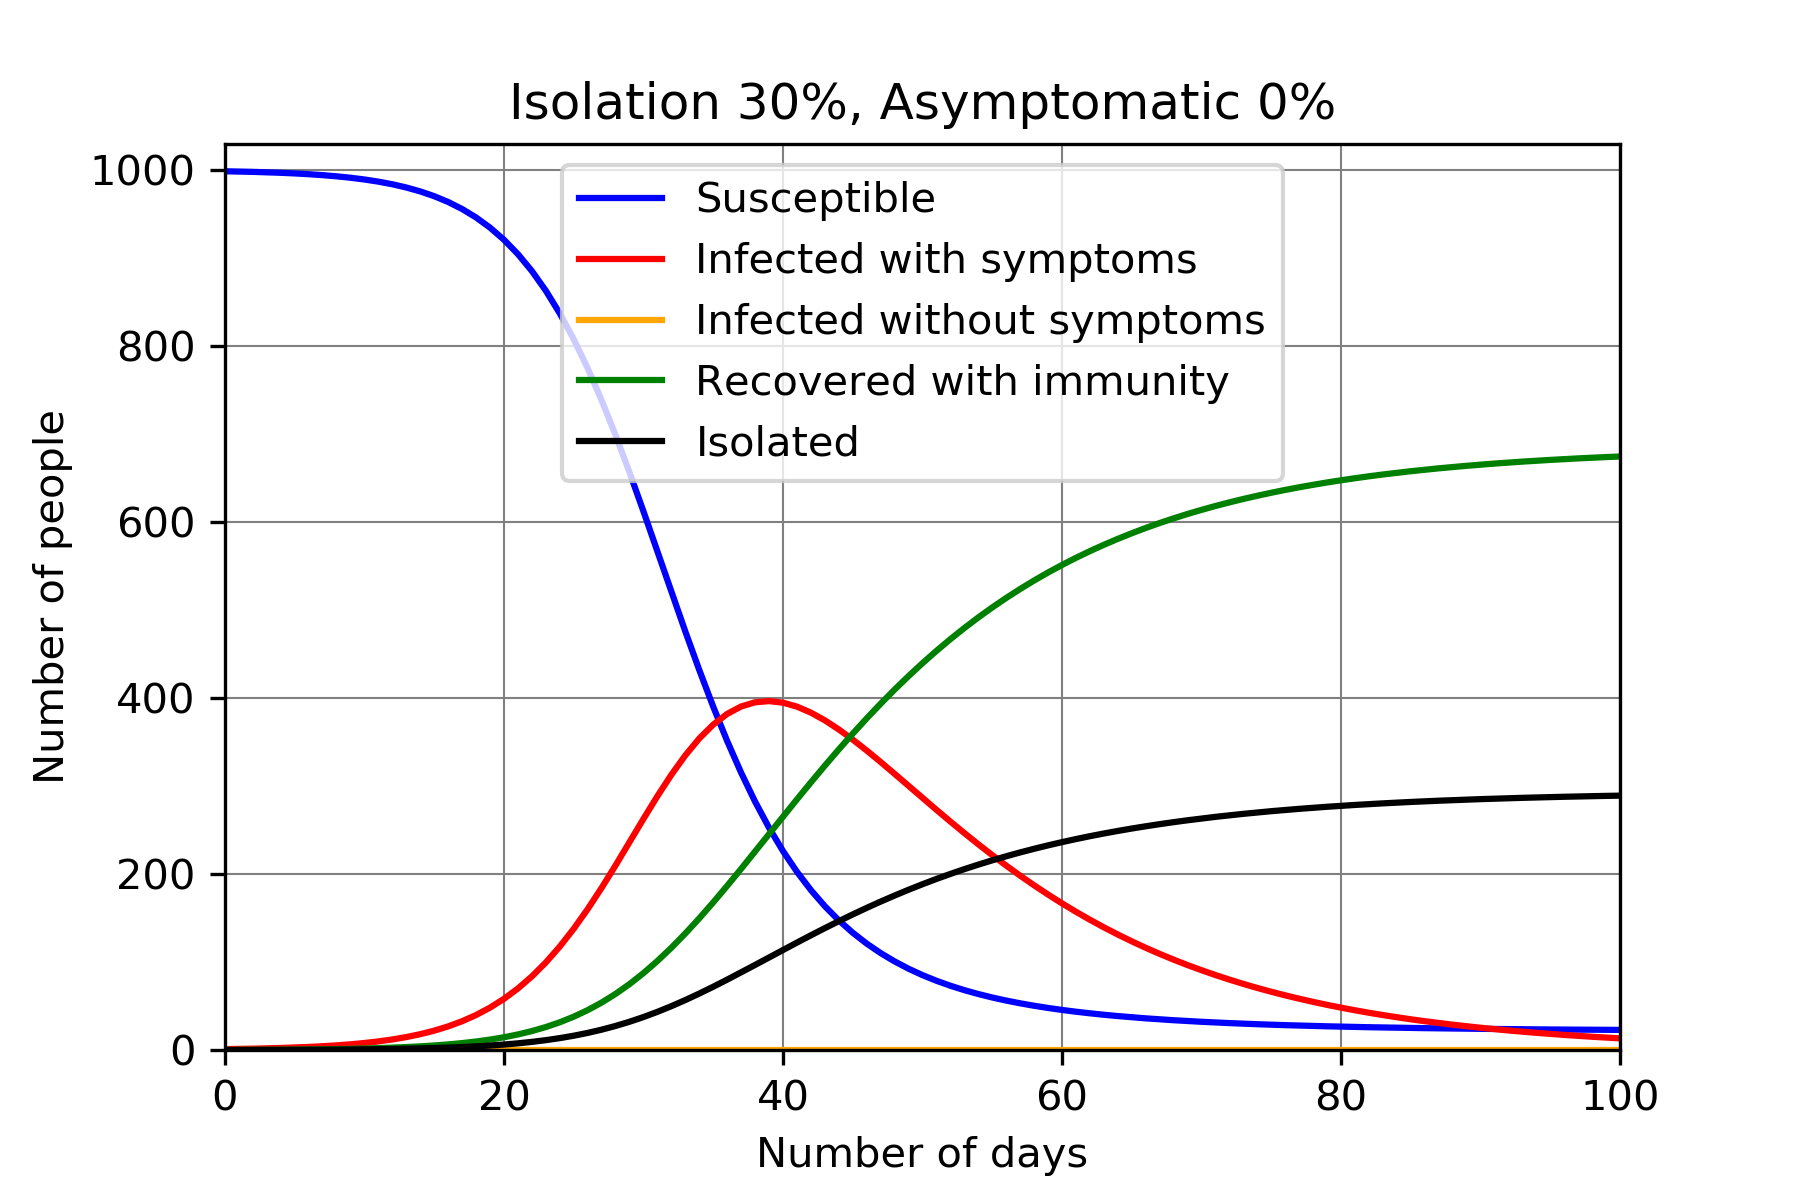 Isolation 30%, Asymptomatic 0%
Number of people
1000
800
600
400
200
0
Susceptible
Infected with symptoms
Infected without symptoms
Recovered with immunity
Isolated
0 20 40 60 80 100
Number of days